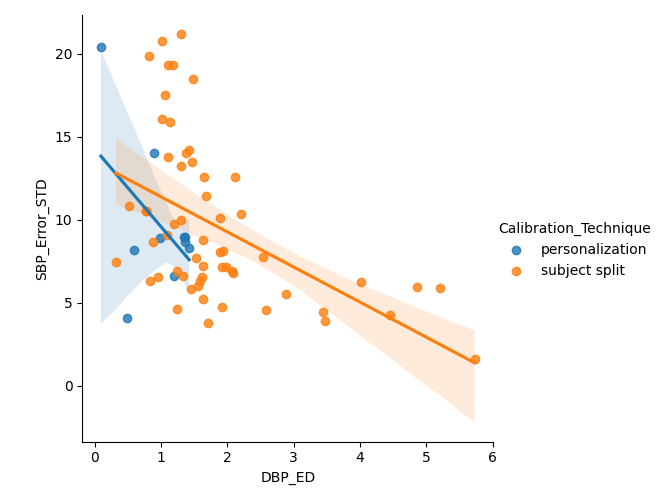 20
15
10
5
0
SBP_Error_STD
0 1 2 3 4 5 6
DBP_ED
Calibration_Technique
personalization
subject split